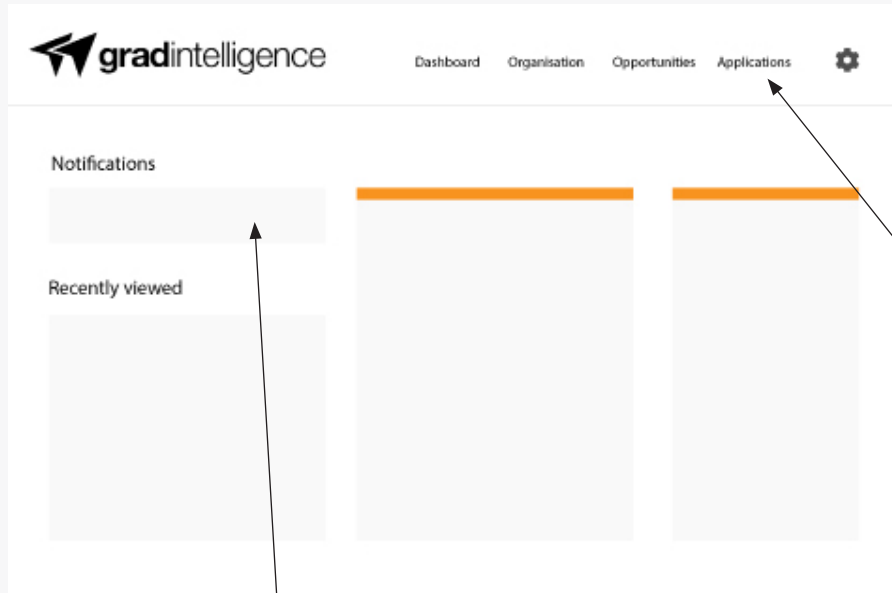 gradintelligence
Dashboard Organisation Opportunities Applications
Notifications
Recently viewed